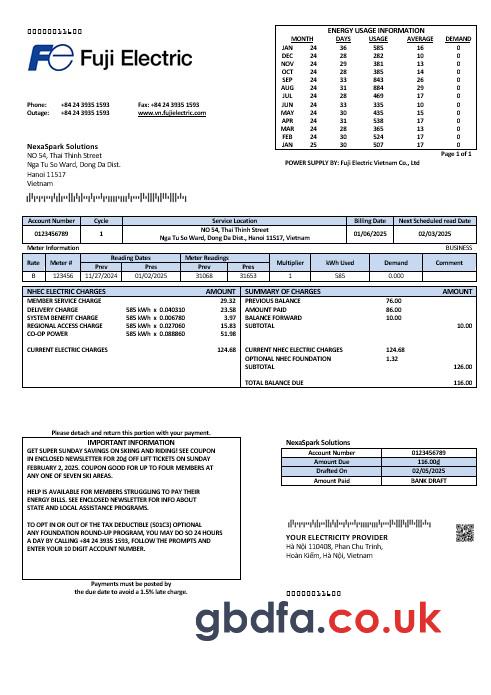 Fe Fuji Electric
Phone: +84 24 3935 1593 Fax: +84 24 3935 1593
Outage: +84 24 3935 1593 www.vn.fujielectric.com
NexaSpark Solutions
NO 54, Thai Thinh Street
Nga Tu So Ward, Dong Da Dist.
Hanoi 11517
Vietnam
ENERGY USAGE INFORMATION
MONTH DAYS USAGE AVERAGE DEMAND
JAN 24 36 585 16 0
DEC 24 28 282 10 0
NOV 24 29 381 13 0
OCT 24 28 385 14 0
SEP 24 33 843 26 0
AUG 24 31 884 29 0
JUL 24 28 469 17 0
JUN 24 33 335 10 0
MAY 24 30 435 15 0
APR 24 31 538 17 0
MAR 24 28 365 13 0
FEB 24 30 524 17 0
JAN 25 30 507 17 0
Page 1 of 1
POWER SUPPLY BY: Fuji Electric Vietnam Co., Ltd
Account Number Cycle Service Location Billing Date Next Scheduled read Date
0123456789 1 NO 54, Thai Thinh Street 01/06/2025 02/03/2025
Nga Tu So Ward, Dong Da Dist., Hanoi 11517, Vietnam
Meter Information BUSINESS
Rate Meter # Reading Dates Meter Readings Multiplier kWh Used Demand Comment
Prev Pres Prev Pres
B 123456 11/27/2024 01/02/2025 31068 31653 1 585 0.000
NHEC ELECTRIC CHARGES AMOUNT
MEMBER SERVICE CHARGE 29.32
DELIVERY CHARGE 585 kWh x 0.040310 23.58
SYSTEM BENEFIT CHARGE 585 kWh x 0.006780 3.97
REGIONAL ACCESS CHARGE 585 kWh x 0.027060 15.83
CO-OP POWER 585 kWh x 0.088860 51.98
CURRENT ELECTRIC CHARGES 124.68
SUMMARY OF CHARGES AMOUNT
PREVIOUS BALANCE 76.00
AMOUNT PAID 86.00
BALANCE FORWARD 10.00
SUBTOTAL 10.00
CURRENT NHEC ELECTRIC CHARGES 124.68
OPTIONAL NHEC FOUNDATION 1.32
SUBTOTAL 126.00
TOTAL BALANCE DUE 116.00
Please detach and return this portion with your payment.
IMPORTANT INFORMATION
GET SUPER SUNDAY SAVINGS ON SKIING AND RIDING! SEE COUPON
IN ENCLOSED NEWSLETTER FOR 20₫ OFF LIFT TICKETS ON SUNDAY
FEBRUARY 2, 2025. COUPON GOOD FOR UP TO FOUR MEMBERS AT
ANY ONE OF SEVEN SKI AREAS.
HELP IS AVAILABLE FOR MEMBERS STRUGGLING TO PAY THEIR
ENERGY BILLS. SEE ENCLOSED NEWSLETTER FOR INFO ABOUT
STATE AND LOCAL ASSISTANCE PROGRAMS.
TO OPT IN OR OUT OF THE TAX DEDUCTIBLE (501C3) OPTIONAL
ANY FOUNDATION ROUND-UP PROGRAM, YOU MAY DO SO 24 HOURS
A DAY BY CALLING +84 24 3935 1593, FOLLOW THE PROMPTS AND
ENTER YOUR 10 DIGIT ACCOUNT NUMBER.
Payments must be posted by
the due date to avoid a 1.5% late charge.
NexaSpark Solutions
Account Number 0123456789
Amount Due 116.00₫
Drafted On 02/05/2025
Amount Paid BANK DRAFT
YOUR ELECTRICITY PROVIDER
Hà Nội 110408, Phan Chu Trinh,
Hoàn Kiếm, Hà Nội, Vietnam
gbdfa.co.uk